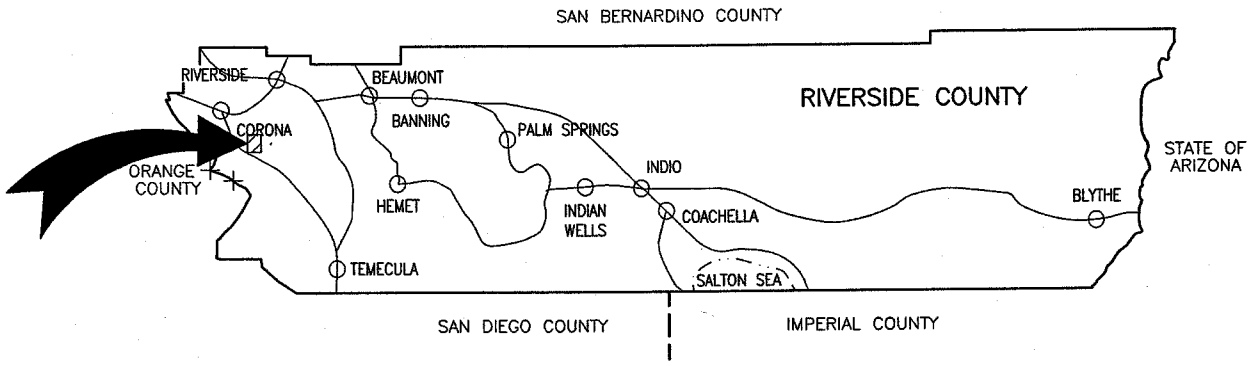 SAN BERNARDINO COUNTY
RIVERSIDE
BEAUMONT
RIVERSIDE COUNTY
BANNING
CORONA
PALM SPRINGS
STATE OF
ARIZONA
ORANGE
COUNTY
INDIO
HEMET
INDIAN
WELLS
COACHELLA
BLYTHE
TEMECULA
SALTON SEA
SAN DIEGO COUNTY
IMPERIAL COUNTY